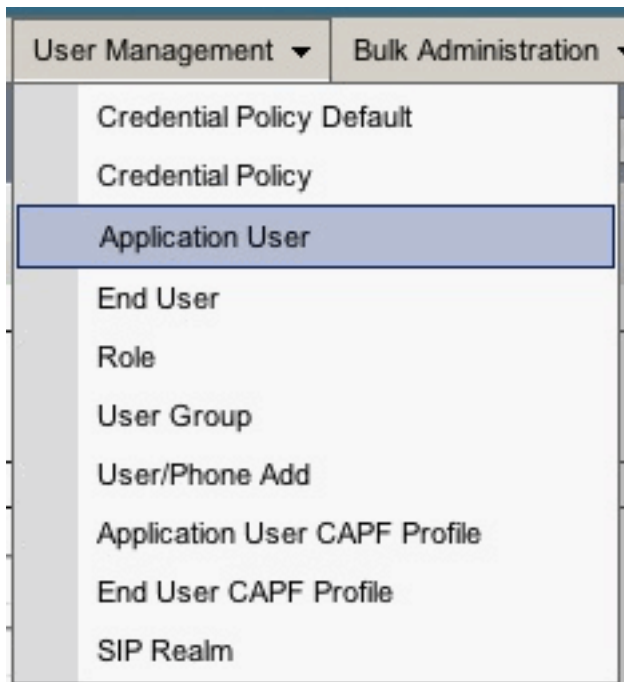 User Management Bulk Administration
Credential Policy Default
Credential Policy
Application User
End User
Role
User Group
User/Phone Add
Application User CAPF Profile
End User CAPF Profile
SIP Realm